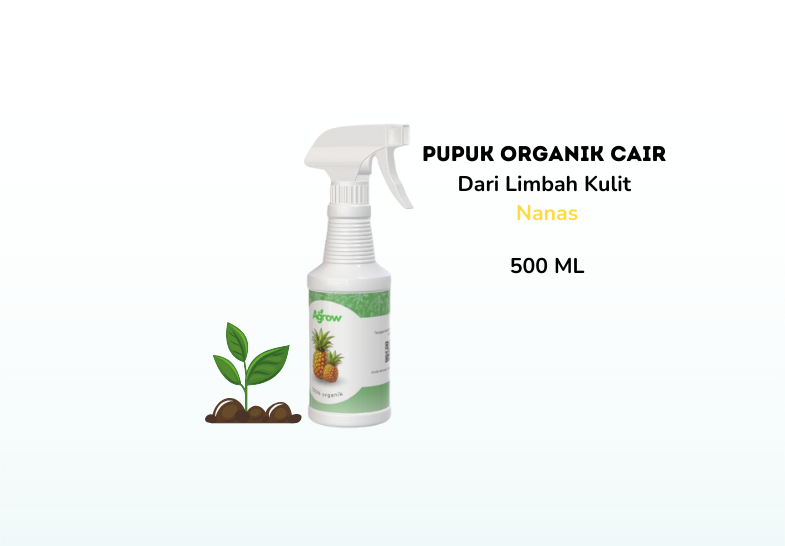 PUPUK ORGANIK CAIR
Dari Limbah Kulit
Nanas
500 ML
Agrow
organik